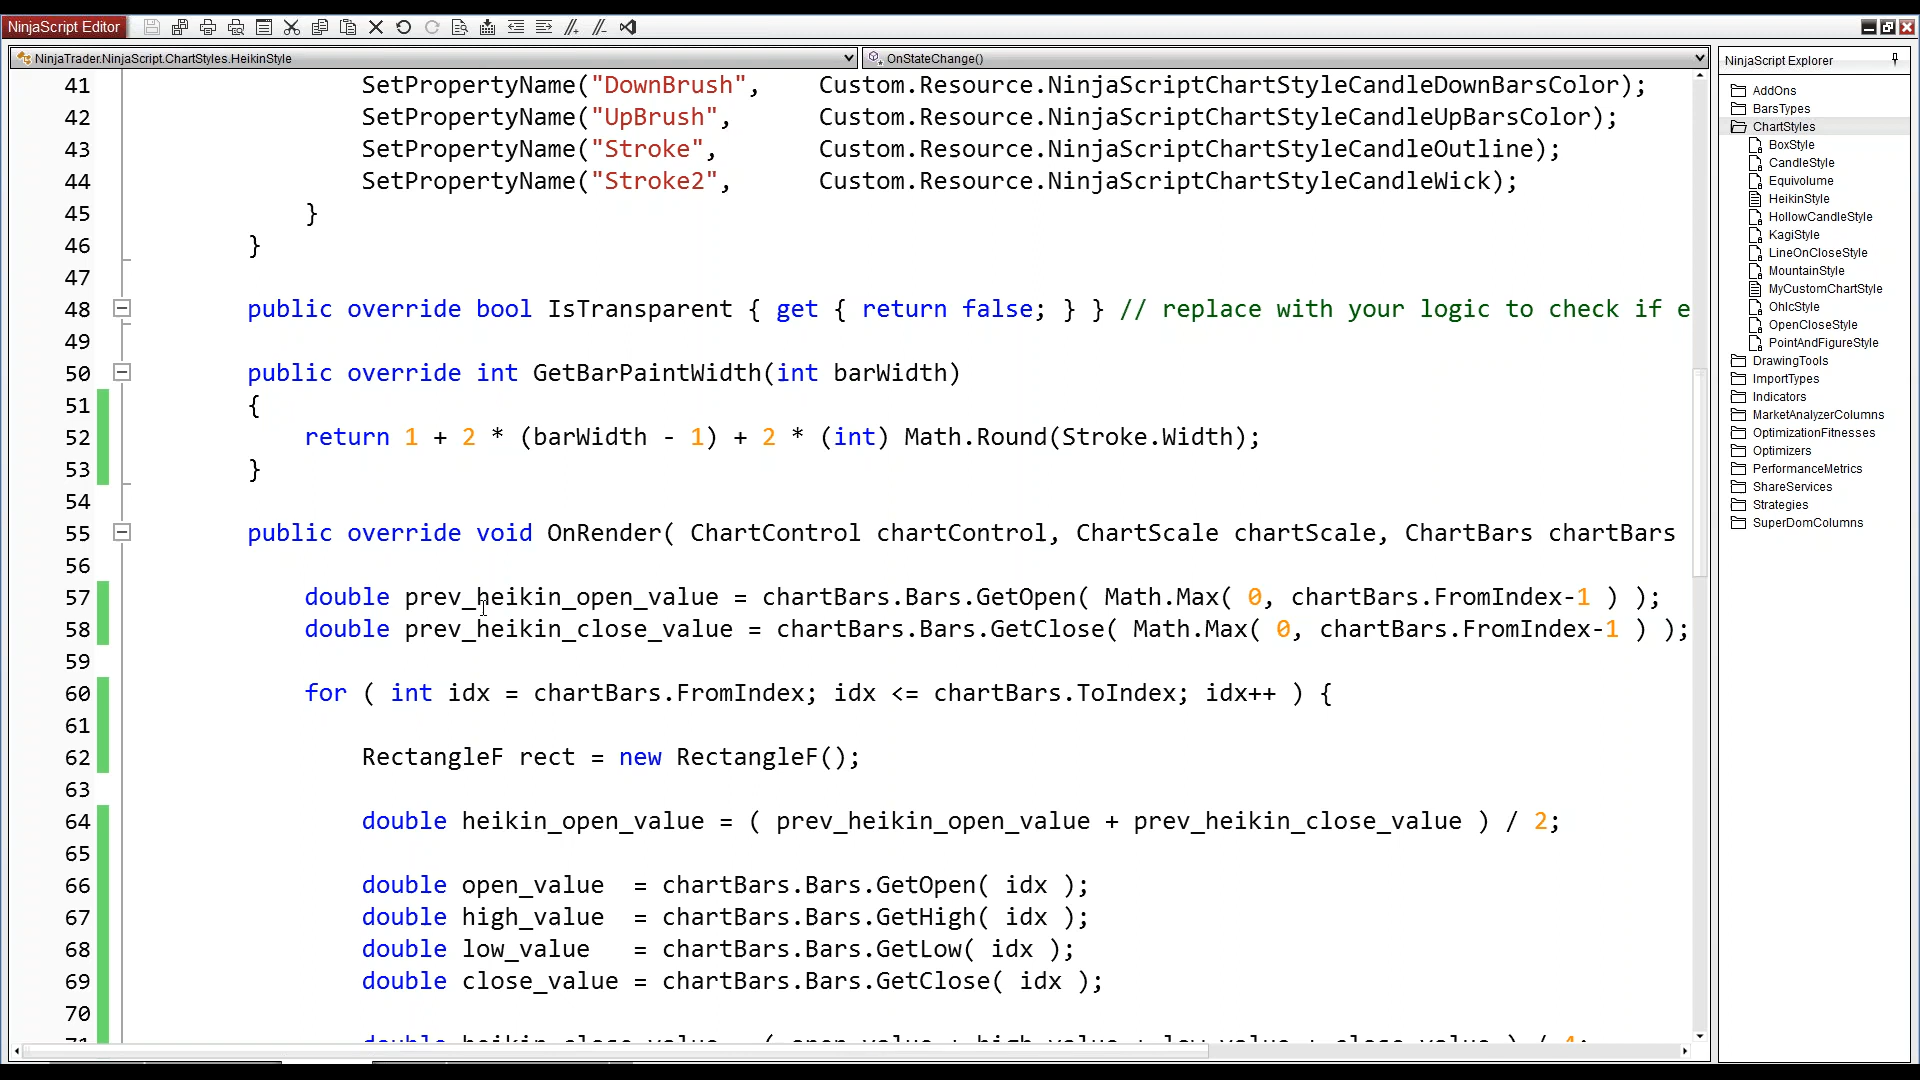 NinjaScript Editor
NinjaTrader.NinjaScript.ChartStyles.HeikinStyle
OnStateChange()
41 SetPropertyName("DownBrush", Custom.Resource.NinjaScriptChartStyleCandleDownBarsColor);
42 SetPropertyName("UpBrush", Custom.Resource.NinjaScriptChartStyleCandleUpBarsColor);
43 SetPropertyName("Stroke", Custom.Resource.NinjaScriptChartStyleCandleOutline);
44 SetPropertyName("Stroke2", Custom.Resource.NinjaScriptChartStyleCandleWick);
45 }
46 }
47
48 public override bool IsTransparent { get { return false; } } // replace with your logic to check if e
49
50 public override int GetBarPaintWidth(int barWidth)
51 {
52 return 1 + 2 * (barWidth - 1) + 2 * (int) Math.Round(Stroke.Width);
53 }
54
55 public override void OnRender( ChartControl chartControl, ChartScale chartScale, ChartBars chartBars
56
57 double prev_heikin_open_value = chartBars.Bars.GetOpen( Math.Max( 0, chartBars.FromIndex-1 ) );
58 double prev_heikin_close_value = chartBars.Bars.GetClose( Math.Max( 0, chartBars.FromIndex-1 ) );
59
60 for ( int idx = chartBars.FromIndex; idx <= chartBars.ToIndex; idx++ ) {
61
62 RectangleF rect = new RectangleF();
63
64 double heikin_open_value = ( prev_heikin_open_value + prev_heikin_close_value ) / 2;
65
66 double open_value = chartBars.Bars.GetOpen( idx );
67 double high_value = chartBars.Bars.GetHigh( idx );
68 double low_value = chartBars.Bars.GetLow( idx );
69 double close_value = chartBars.Bars.GetClose( idx );
70
71 double heikin_close_value = ( open_value + high_value + low_value + close_value ) / 4;
NinjaScript Explorer
AddOns
BarsTypes
ChartStyles
BoxStyle
CandleStyle
Equivolume
HeikinStyle
HollowCandleStyle
KagiStyle
LineOnCloseStyle
MountainStyle
MyCustomChartStyle
OhlcStyle
OpenCloseStyle
PointAndFigureStyle
DrawingTools
ImportTypes
Indicators
MarketAnalyzerColumns
OptimizationFitnesses
Optimizers
PerformanceMetrics
ShareServices
Strategies
SuperDomColumns